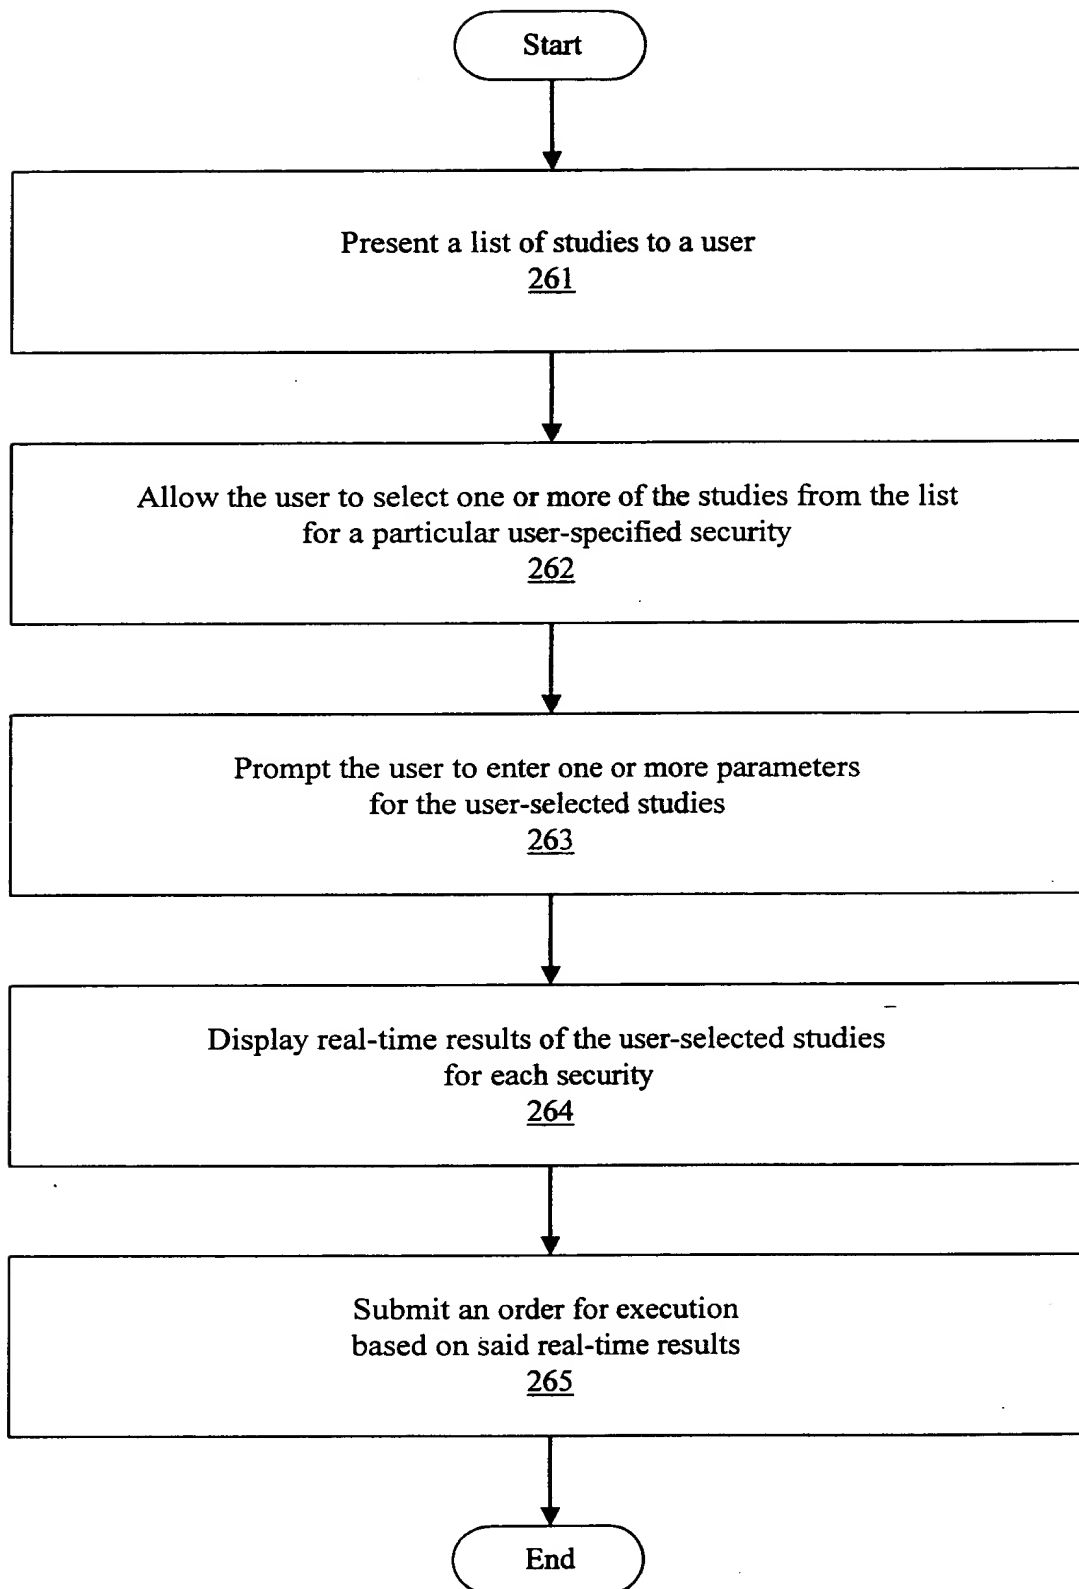 Start
Present a list of studies to a user
261
Allow the user to select one or more of the studies from the list
for a particular user-specified security
262
Prompt the user to enter one or more parameters
for the user-selected studies
263
Display real-time results of the user-selected studies
for each security
264
Submit an order for execution
based on said real-time results
265
End